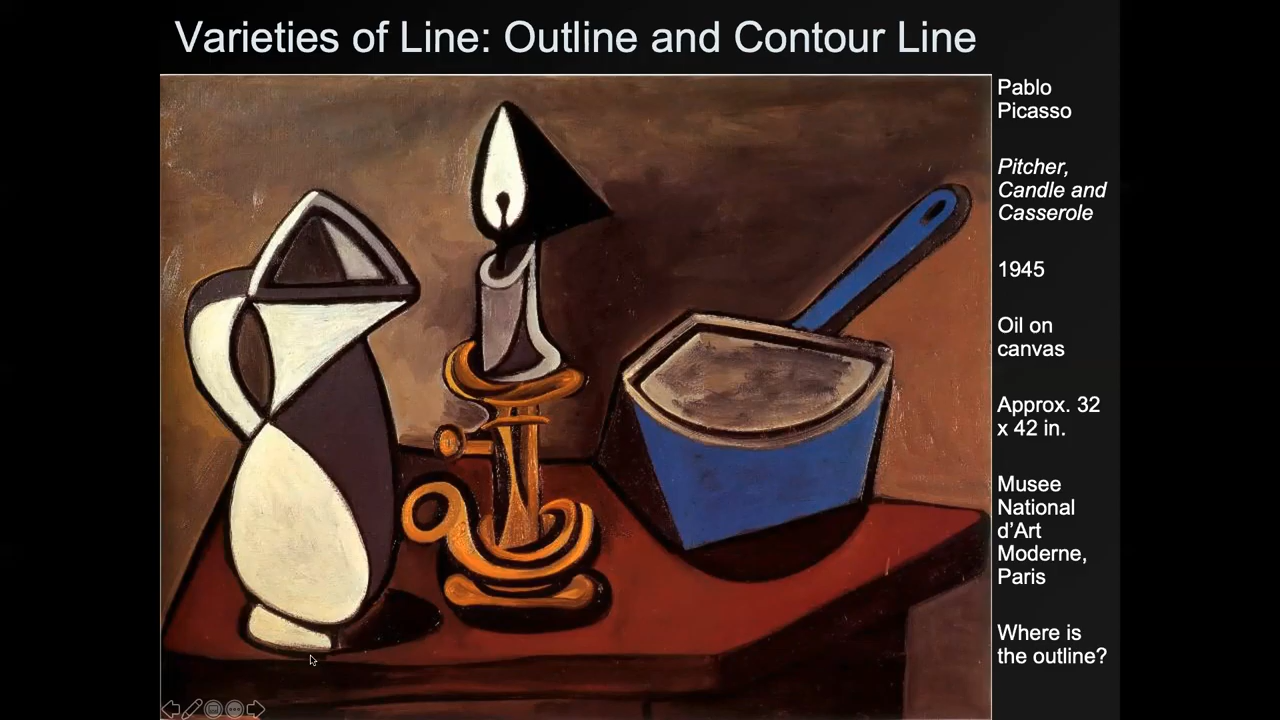 Varieties of Line: Outline and Contour Line
Pablo
Picasso
Pitcher,
Candle and
Casserole
1945
Oil on
canvas
Approx. 32
x 42 in.
Musee
National
d’Art
Moderne,
Paris
Where is
the outline?